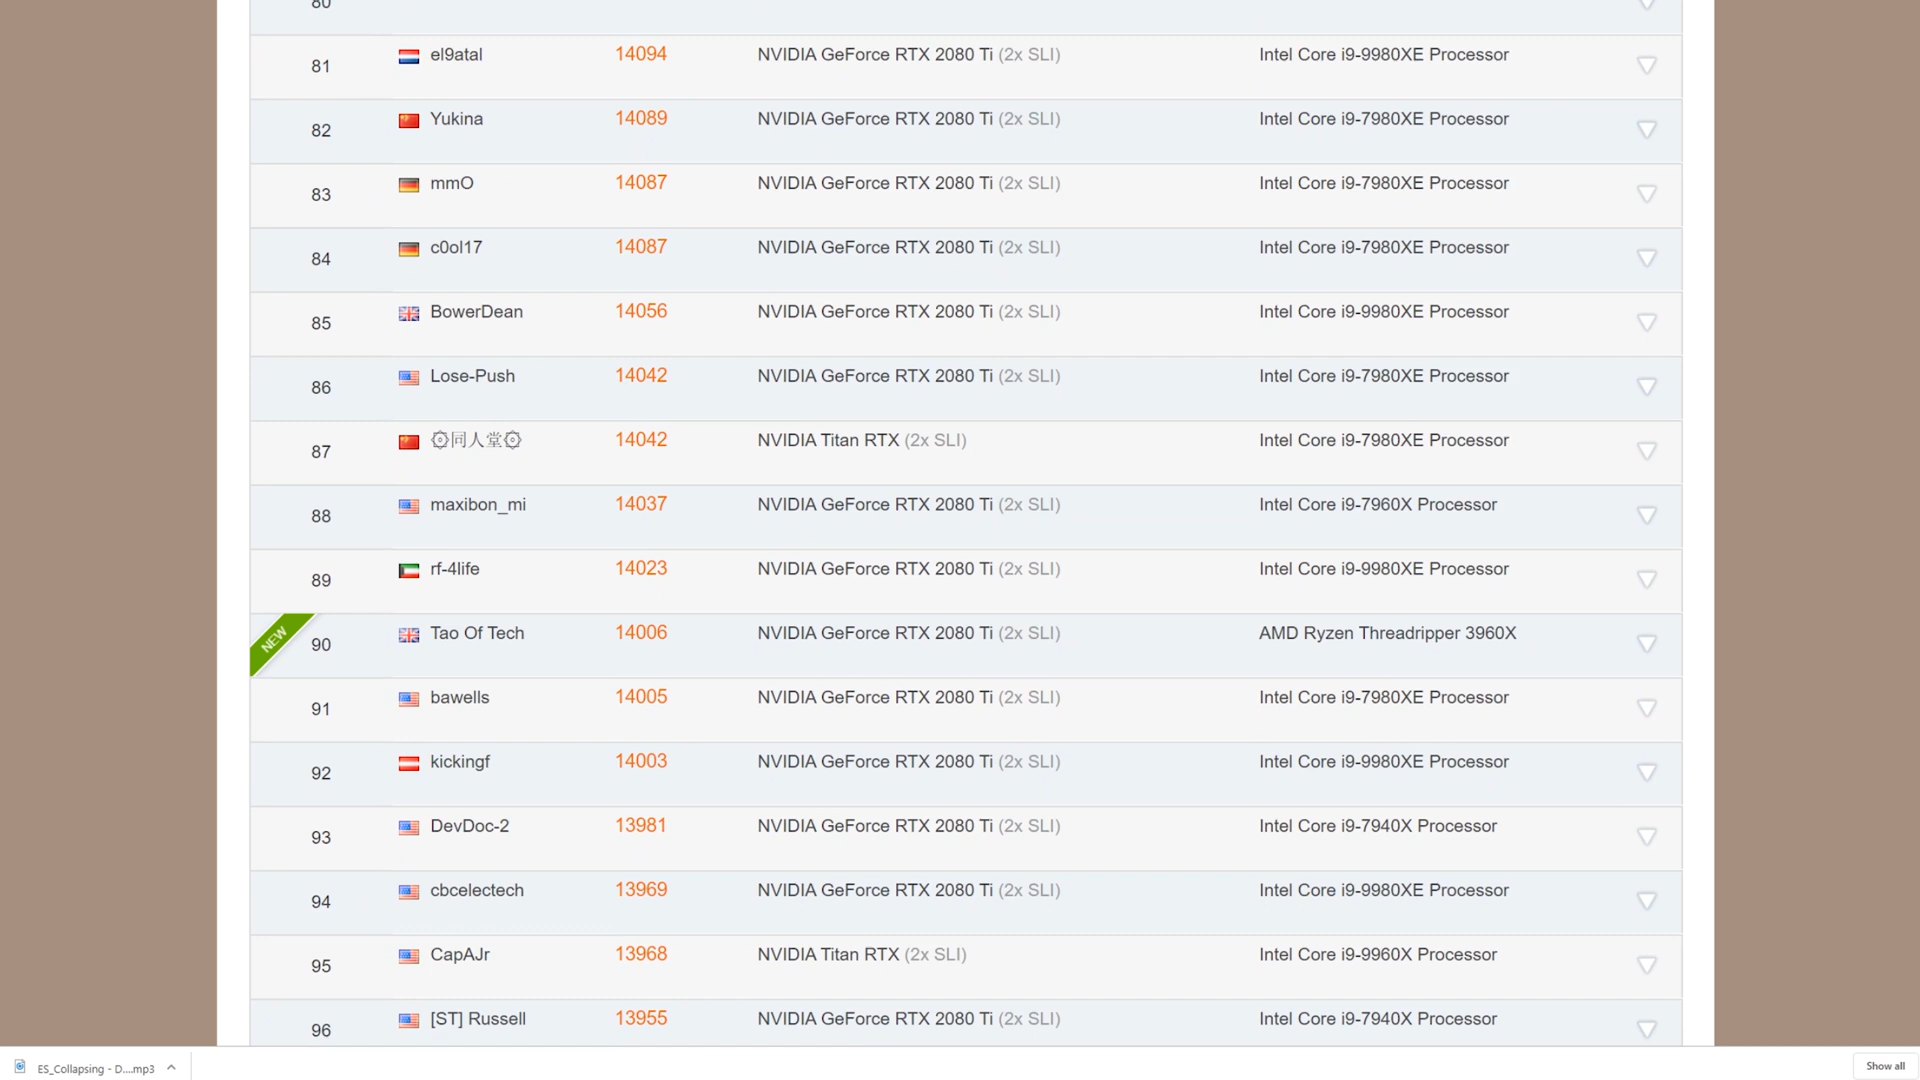 80
81 el9atal 14094 NVIDIA GeForce RTX 2080 Ti (2x SLI) Intel Core i9-9980XE Processor
82 Yukina 14089 NVIDIA GeForce RTX 2080 Ti (2x SLI) Intel Core i9-7980XE Processor
83 mmO 14087 NVIDIA GeForce RTX 2080 Ti (2x SLI) Intel Core i9-7980XE Processor
84 c0ol17 14087 NVIDIA GeForce RTX 2080 Ti (2x SLI) Intel Core i9-7980XE Processor
85 BowerDean 14056 NVIDIA GeForce RTX 2080 Ti (2x SLI) Intel Core i9-9980XE Processor
86 Lose-Push 14042 NVIDIA GeForce RTX 2080 Ti (2x SLI) Intel Core i9-7980XE Processor
87 ۞同人堂۞ 14042 NVIDIA Titan RTX (2x SLI) Intel Core i9-7980XE Processor
88 maxibon_mi 14037 NVIDIA GeForce RTX 2080 Ti (2x SLI) Intel Core i9-7960X Processor
89 rf-4life 14023 NVIDIA GeForce RTX 2080 Ti (2x SLI) Intel Core i9-9980XE Processor
NEW 90 Tao Of Tech 14006 NVIDIA GeForce RTX 2080 Ti (2x SLI) AMD Ryzen Threadripper 3960X
91 bawells 14005 NVIDIA GeForce RTX 2080 Ti (2x SLI) Intel Core i9-7980XE Processor
92 kickingf 14003 NVIDIA GeForce RTX 2080 Ti (2x SLI) Intel Core i9-9980XE Processor
93 DevDoc-2 13981 NVIDIA GeForce RTX 2080 Ti (2x SLI) Intel Core i9-7940X Processor
94 cbcelectech 13969 NVIDIA GeForce RTX 2080 Ti (2x SLI) Intel Core i9-9980XE Processor
95 CapAJr 13968 NVIDIA Titan RTX (2x SLI) Intel Core i9-9960X Processor
96 [ST] Russell 13955 NVIDIA GeForce RTX 2080 Ti (2x SLI) Intel Core i9-7940X Processor
ES_Collapsing - D....mp3 Show all